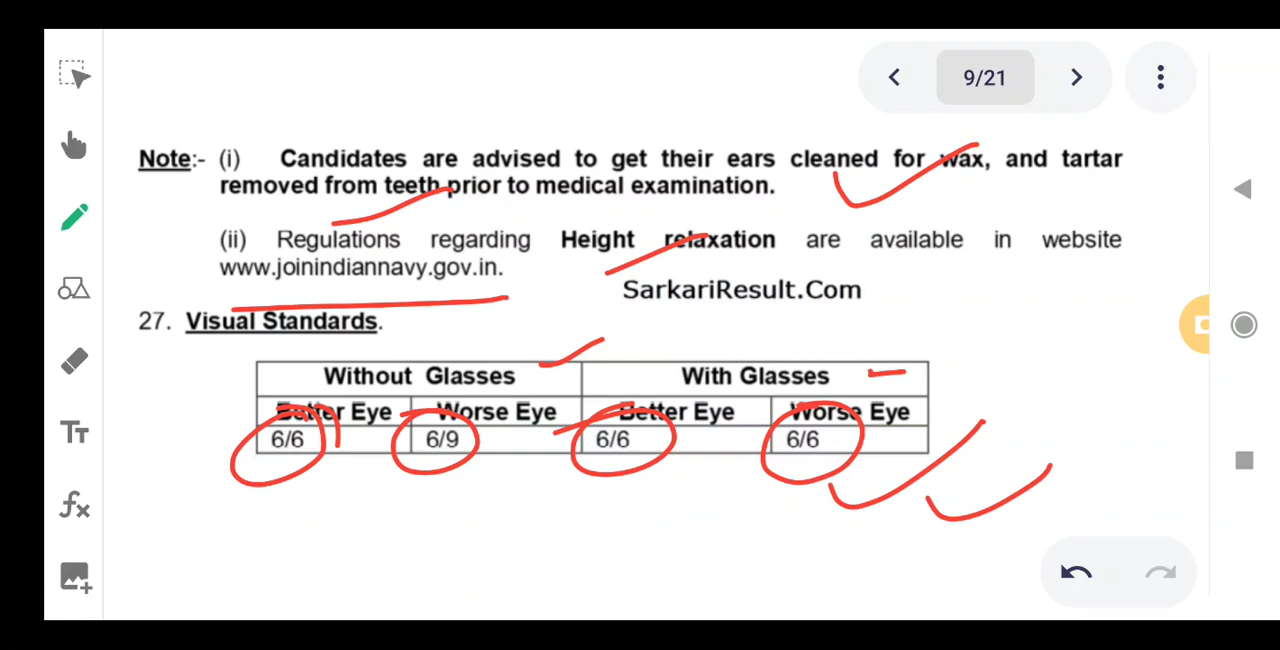 9/21
Note:- (i) Candidates are advised to get their ears cleaned for wax, and tartar
removed from teeth prior to medical examination.
(ii) Regulations regarding Height relaxation are available in website
www.joinindiannavy.gov.in.
SarkariResult.Com
27. Visual Standards.
Without Glasses With Glasses
Better Eye Worse Eye Better Eye Worse Eye
6/6 6/9 6/6 6/6
Tт
fx